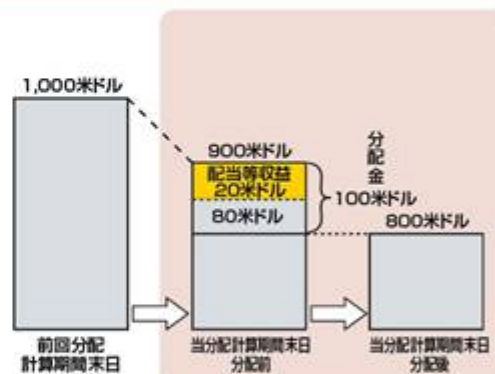 1,000米ドル
900米ドル
配当等収益
20米ドル
80米ドル
分配金
100米ドル
800米ドル
前回分配
計算期間末日
当分配計算期間末日
分配前
当分配計算期間末日
分配後